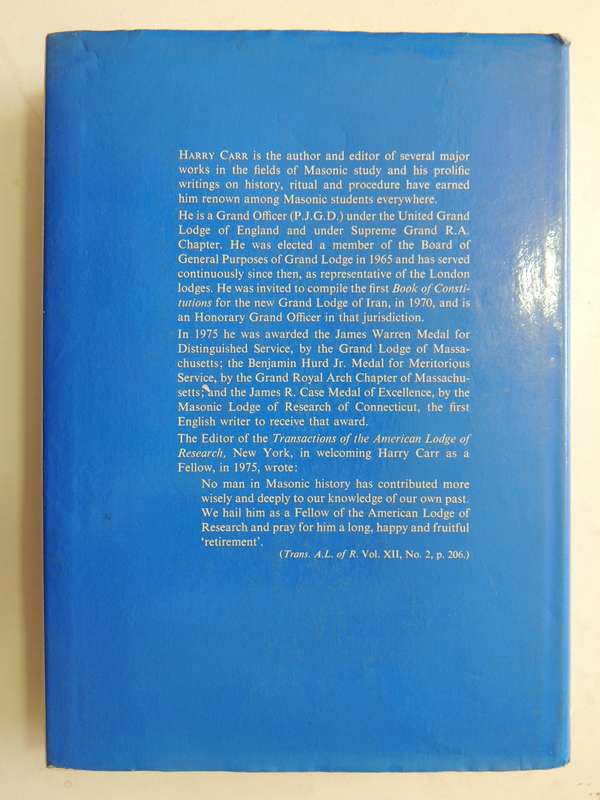 HARRY CARR is the author and editor of several major
works in the fields of Masonic study and his prolific
writings on history, ritual and procedure have earned
him renown among Masonic students everywhere.
He is a Grand Officer (P.J.G.D.) under the United Grand
Lodge of England and under Supreme Grand R.A.
Chapter. He was elected a member of the Board of
General Purposes of Grand Lodge in 1965 and has served
continuously since then, as representative of the London
lodges. He was invited to compile the first Book of Consti-
tutions for the new Grand Lodge of Iran, in 1970, and is
an Honorary Grand Officer in that jurisdiction.
In 1975 he was awarded the James Warren Medal for
Distinguished Service, by the Grand Lodge of Massa-
chusetts; the Benjamin Hurd Jr. Medal for Meritorious
Service, by the Grand Royal Arch Chapter of Massachu-
setts; and the James R. Case Medal of Excellence, by the
Masonic Lodge of Research of Connecticut, the first
English writer to receive that award.
The Editor of the Transactions of the American Lodge of
Research, New York, in welcoming Harry Carr as a
Fellow, in 1975, wrote:
No man in Masonic history has contributed more
wisely and deeply to our knowledge of our own past.
We hail him as a Fellow of the American Lodge of
Research and pray for him a long, happy and fruitful
'retirement'.
(Trans. A.L. of R. Vol. XII, No. 2, p. 206.)